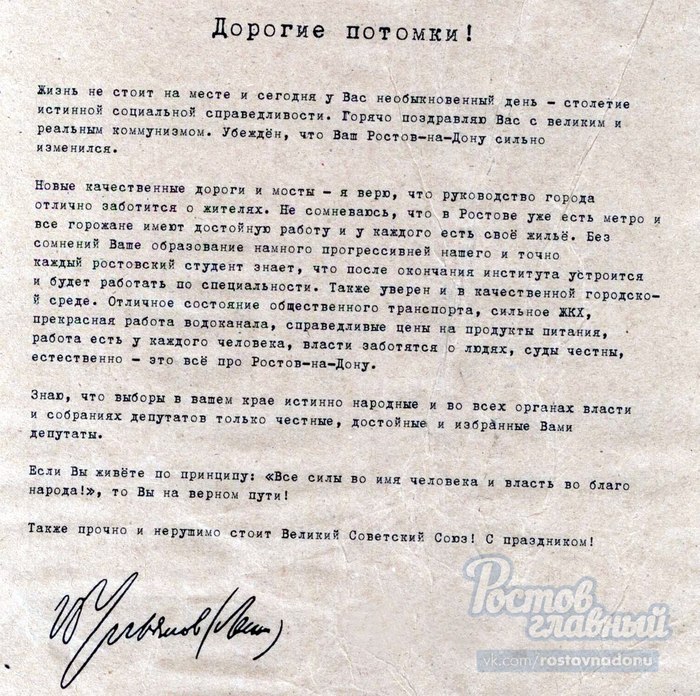 Дорогие потомки!
Жизнь не стоит на месте и сегодня у Вас необыкновенный день – столетие
истинной социальной справедливости. Горячо поздравляю Вас с великим и
реальным коммунизмом. Убеждён, что Ваш Ростов-на-Дону сильно
изменился.
Новые качественные дороги и мосты – я верю, что руководство города
отлично заботится о жителях. Не сомневаюсь, что в Ростове уже есть метро и
все горожане имеют достойную работу и у каждого есть своё жильё. Без
сомнений Ваше образование намного прогрессивней нашего и точно
каждый ростовский студент знает, что после окончания института устроится
и будет работать по специальности. Также уверен и в качественной городско-
й среде. Отличное состояние общественного транспорта, сильное ЖКХ,
прекрасная работа водоканала, справедливые цены на продукты питания,
работа есть у каждого человека, власти заботятся о людях, суды честны,
естественно – это всё про Ростов-на-Дону.
Знаю, что выборы в вашем крае истинно народные и во всех органах власти
и собраниях депутатов только честные, достойные и избранные Вами
депутаты.
Если Вы живёте по принципу: «Все силы во имя человека и власть во благо
народа!», то Вы на верном пути!
Также прочно и нерушимо стоит Великий Советский Союз! С праздником!
В Ульянов (Ленин)
Ростов
главный
vk.com/rostovnadonu